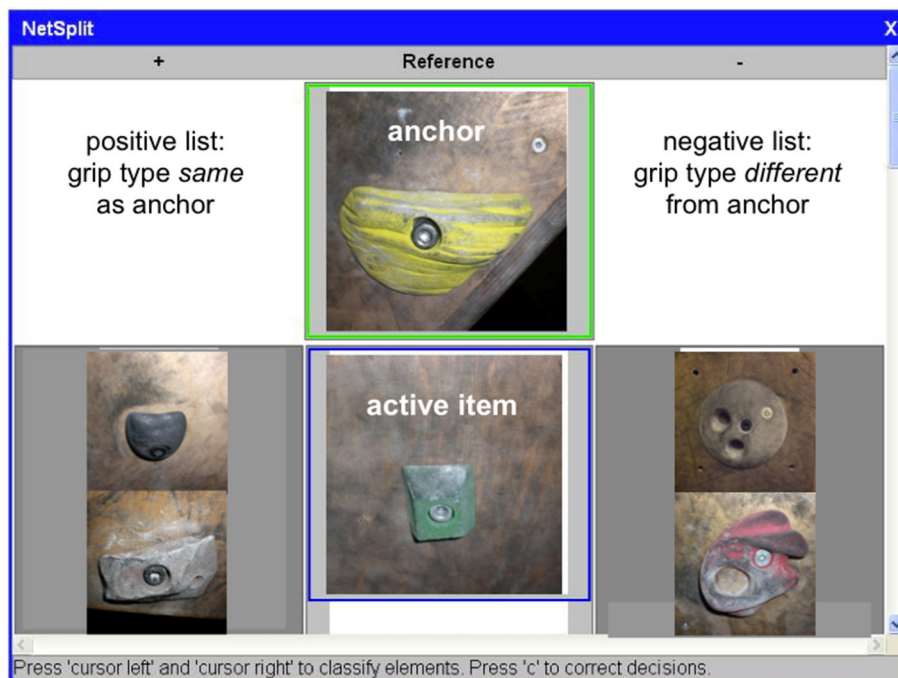 NetSplit X
+ Reference -
positive list:
grip type same
as anchor
anchor
negative list:
grip type different
from anchor
active item
Press 'cursor left' and 'cursor right' to classify elements. Press 'c' to correct decisions.